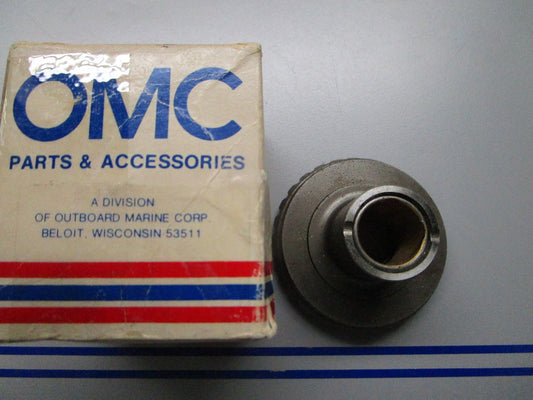 OMC
PARTS & ACCESSORIES
A DIVISION
OF OUTBOARD MARINE CORP.
BELOIT, WISCONSIN 53511